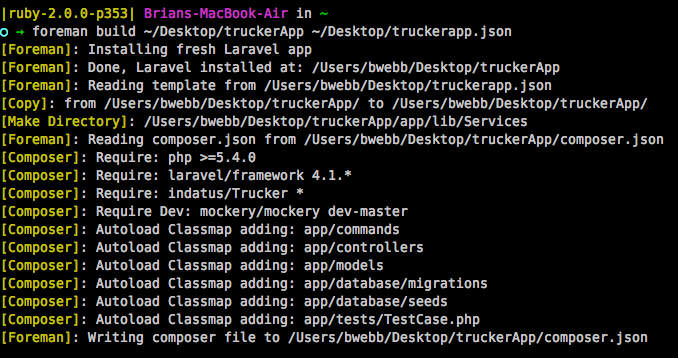 |ruby-2.0.0-p353| Brians-MacBook-Air in ~
○ → foreman build ~/Desktop/truckerApp ~/Desktop/truckerapp.json
[Foreman]: Installing fresh Laravel app
[Foreman]: Done, Laravel installed at: /Users/bwebb/Desktop/truckerApp
[Foreman]: Reading template from /Users/bwebb/Desktop/truckerapp.json
[Copy]: from /Users/bwebb/Desktop/truckerApp/ to /Users/bwebb/Desktop/truckerApp/
[Make Directory]: /Users/bwebb/Desktop/truckerApp/app/lib/Services
[Foreman]: Reading composer.json from /Users/bwebb/Desktop/truckerApp/composer.json
[Composer]: Require: php >=5.4.0
[Composer]: Require: laravel/framework 4.1.*
[Composer]: Require: indatus/Trucker *
[Composer]: Require Dev: mockery/mockery dev-master
[Composer]: Autoload Classmap adding: app/commands
[Composer]: Autoload Classmap adding: app/controllers
[Composer]: Autoload Classmap adding: app/models
[Composer]: Autoload Classmap adding: app/database/migrations
[Composer]: Autoload Classmap adding: app/database/seeds
[Composer]: Autoload Classmap adding: app/tests/TestCase.php
[Foreman]: Writing composer file to /Users/bwebb/Desktop/truckerApp/composer.json